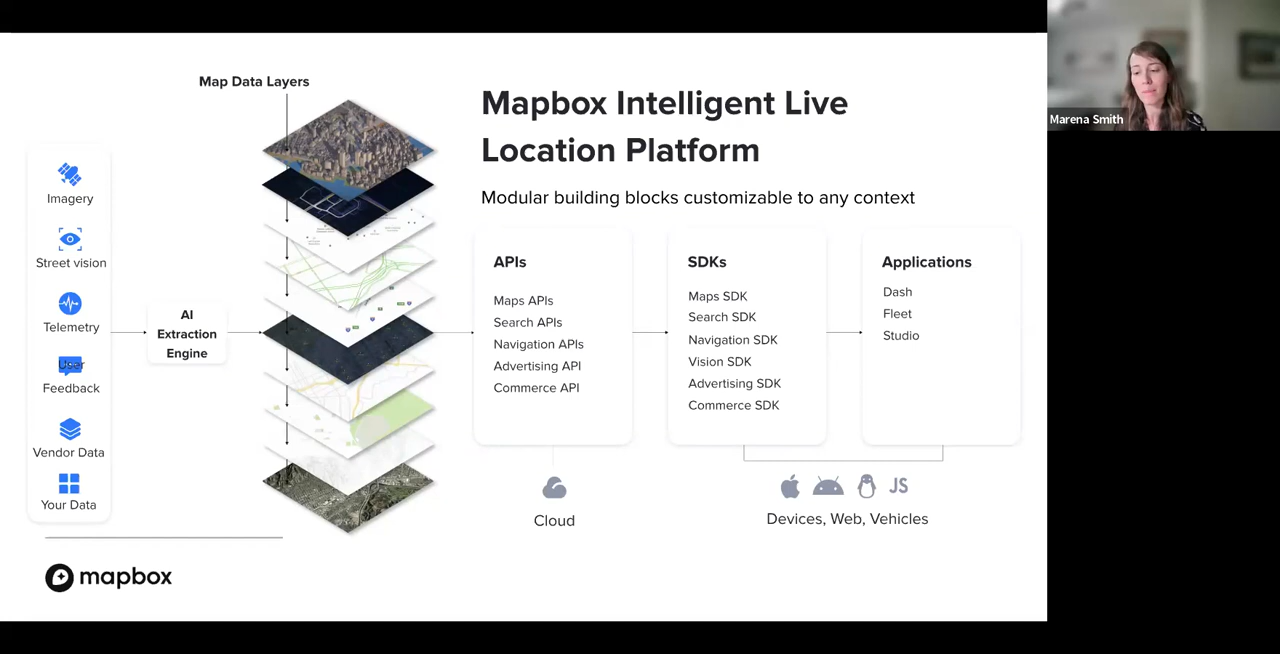 Map Data Layers
Mapbox Intelligent Live
Location Platform
Modular building blocks customizable to any context
Marena Smith
Imagery
Street vision
Telemetry
User
Feedback
Vendor Data
Your Data
AI
Extraction
Engine
APIs
Maps APIs
Search APIs
Navigation APIs
Advertising API
Commerce API
SDKs
Maps SDK
Search SDK
Navigation SDK
Vision SDK
Advertising SDK
Commerce SDK
Applications
Dash
Fleet
Studio
Cloud
JS
Devices, Web, Vehicles
mapbox